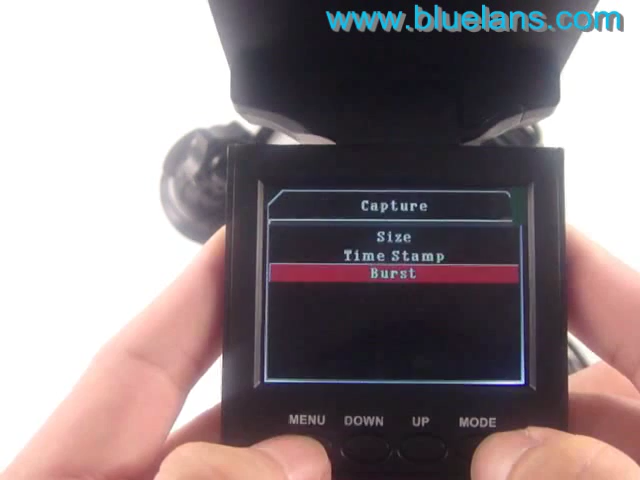 www.bluelans.com
Capture
Size
Time Stamp
Burst
MENU DOWN UP MODE